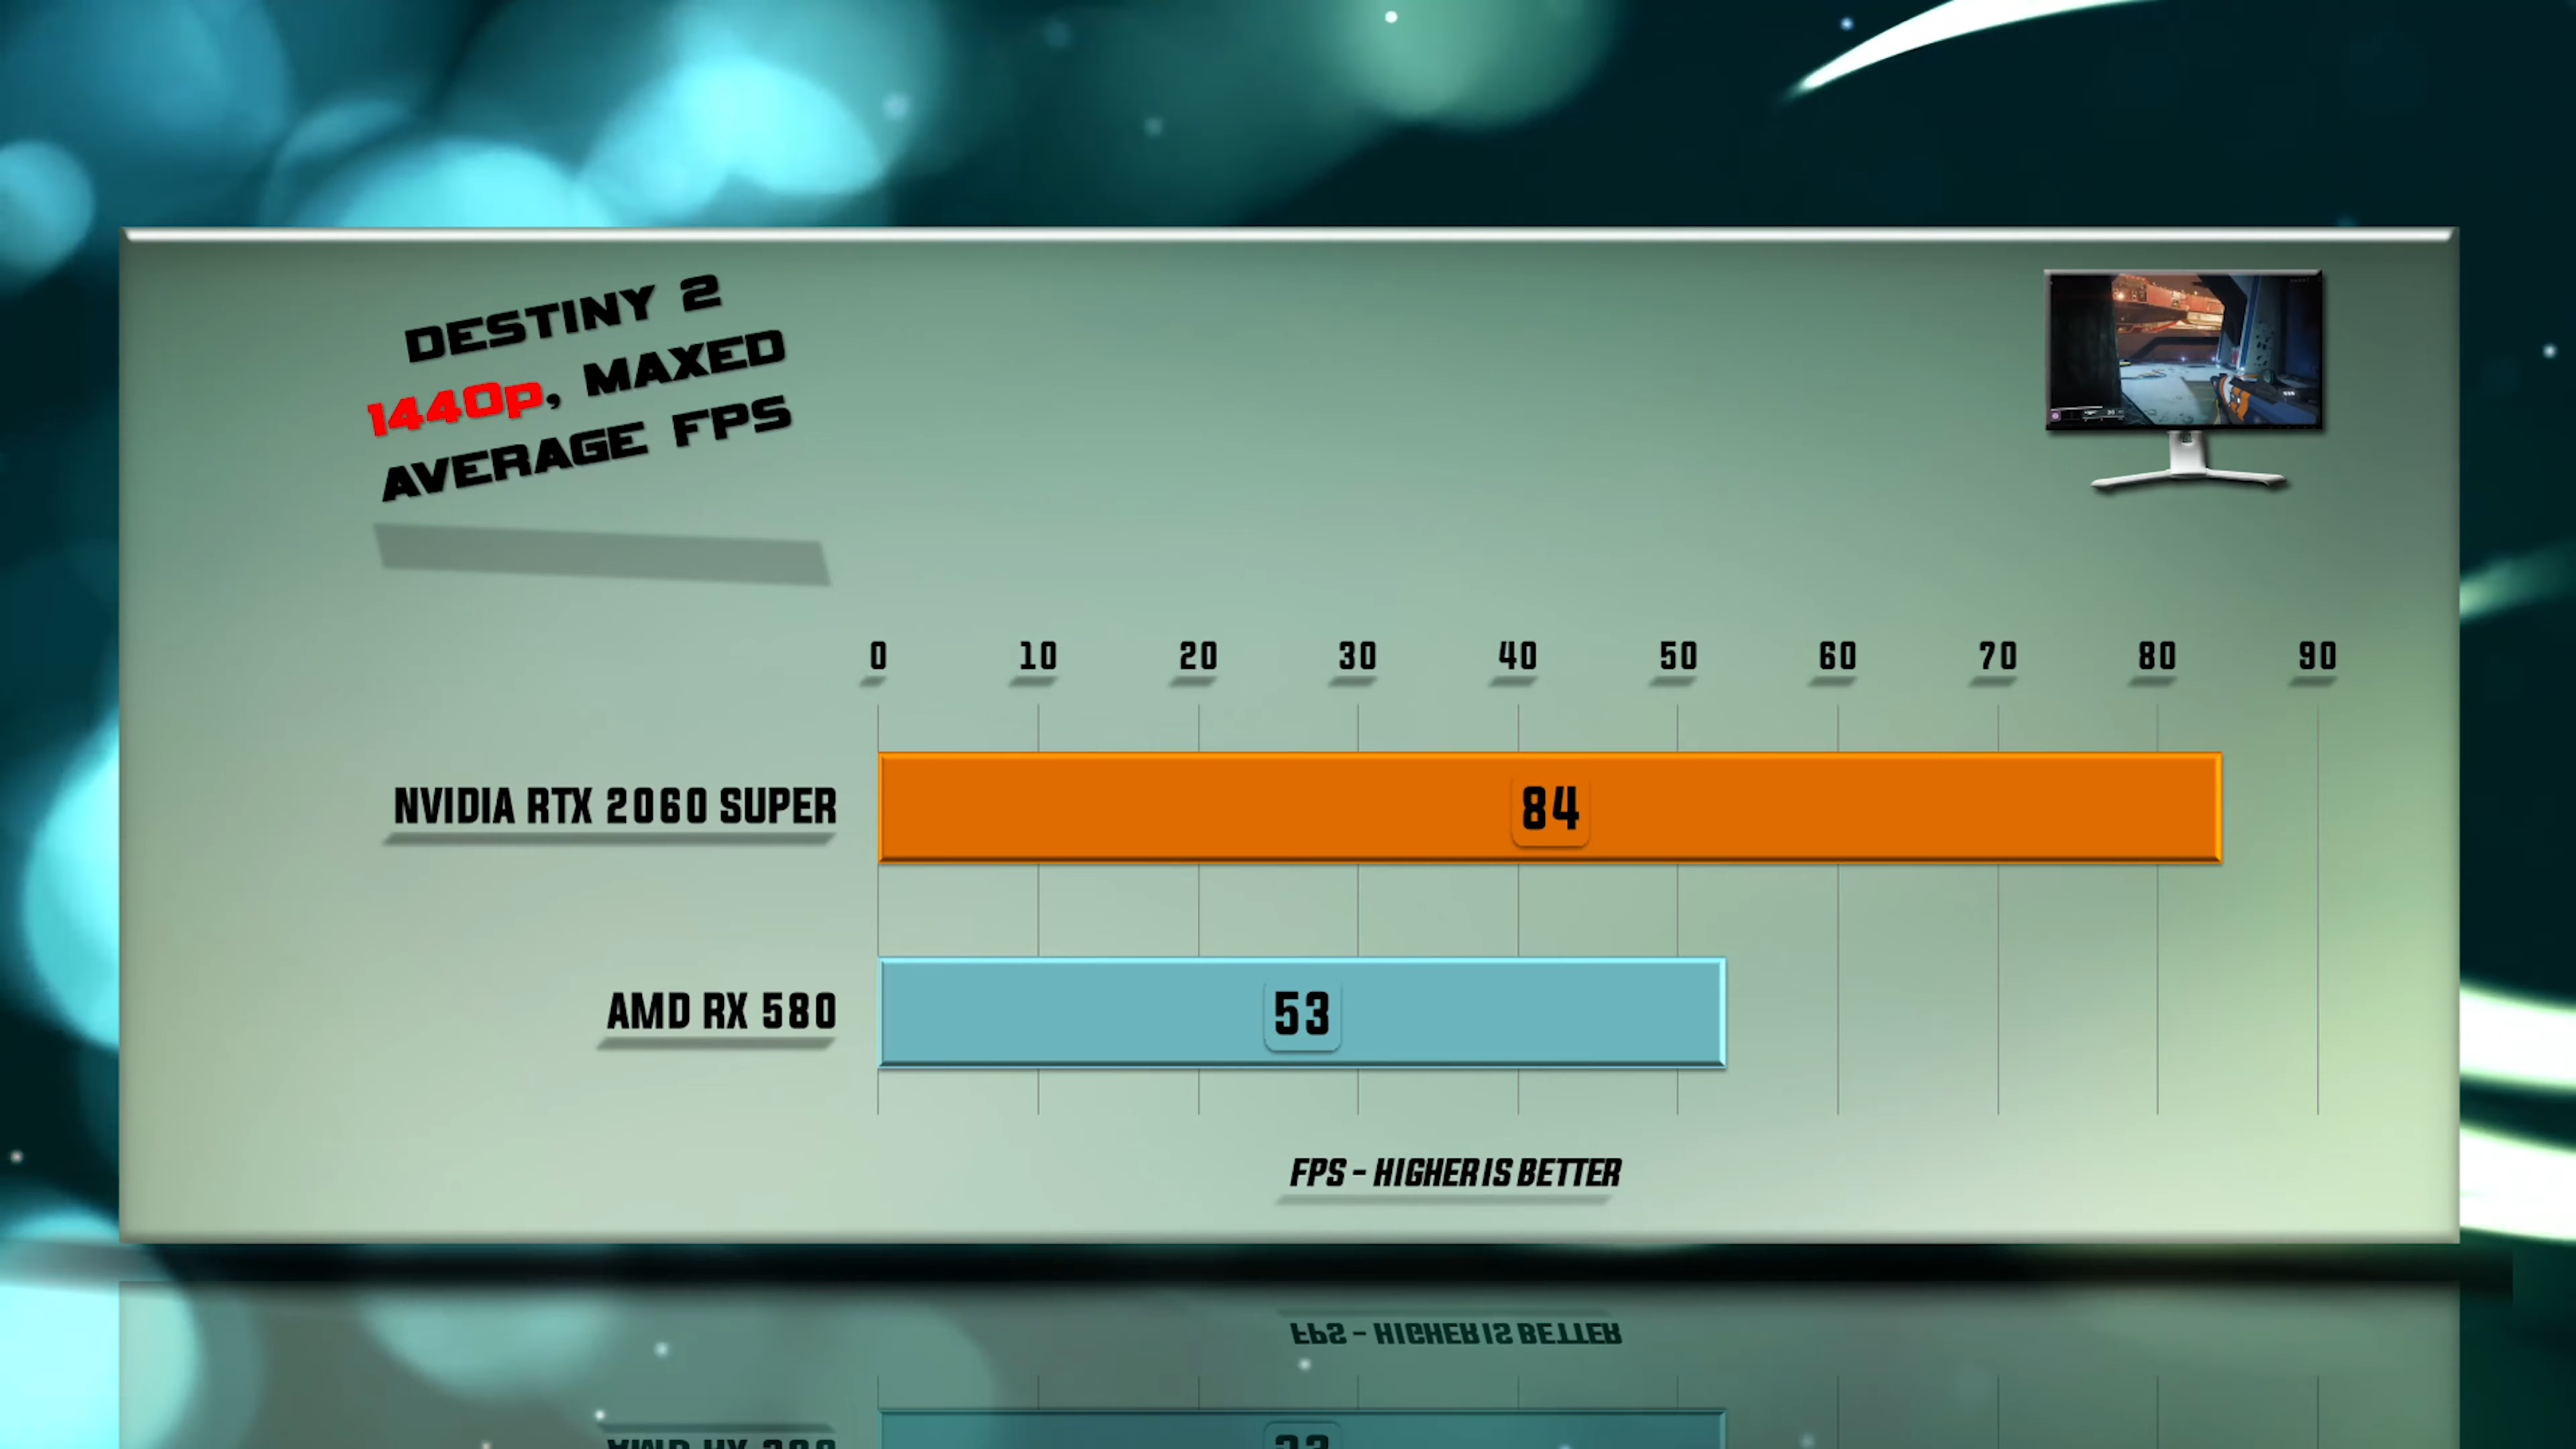 DESTINY 2
1440p, MAXED
AVERAGE FPS
0 10 20 30 40 50 60 70 80 90
NVIDIA RTX 2060 SUPER
84
AMD RX 580
53
FPS - HIGHER IS BETTER